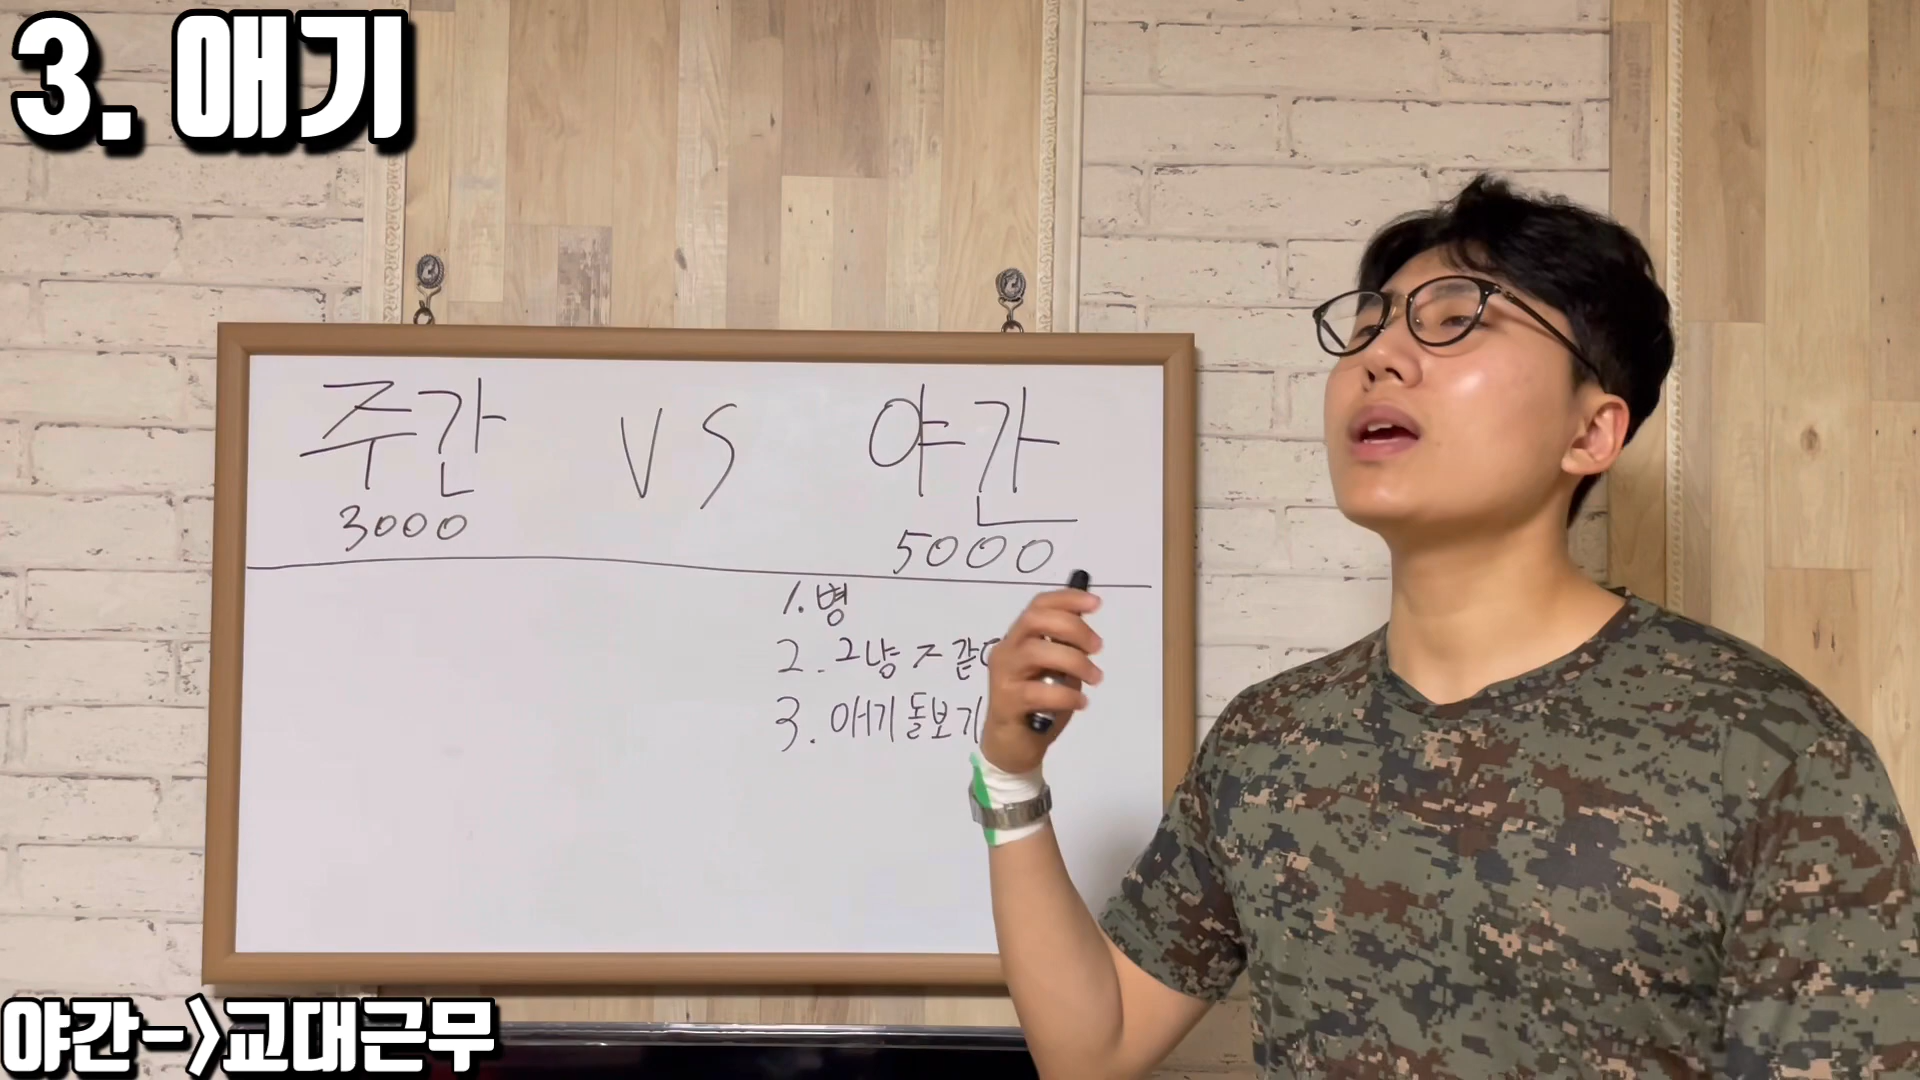 3. 애기
주간 VS 야간
3000 5000
1. 병
2. 그냥 ㅈ 같다
3. 애기 돌보기
야간->교대근무